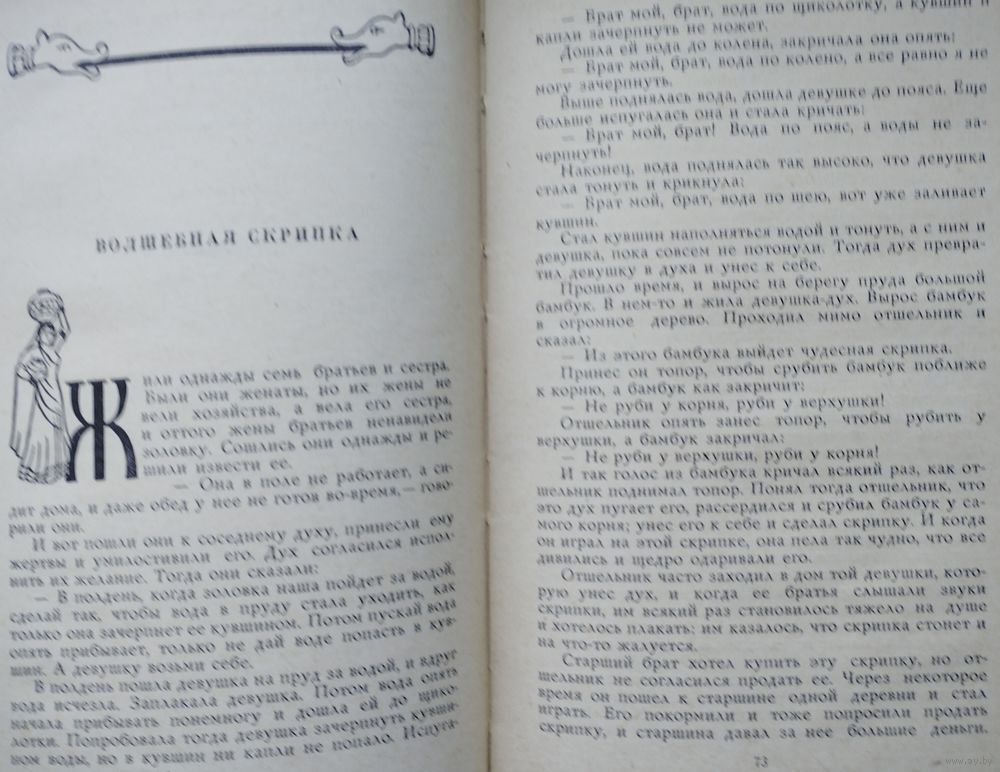 ВОЛШЕБНАЯ СКРИПКА
Жили однажды семь братьев и сестра.
Были они женаты, но их жены не
вели хозяйства, а вела его сестра,
и оттого жены братьев ненавидела
золовку. Сошлись они однажды и ре-
шили извести ее.
— Она в поле не работает, а си-
дит дома, и даже обед у нее не готов во-время,— гово-
рили они.
И вот пошли они к соседнему духу, принесли ему
жертвы и умилостивили его. Дух согласился испол-
нить их желание. Тогда они сказали:
— В полдень, когда золовка наша пойдет за водой,
сделай так, чтобы вода в пруду стала уходить, как
только она зачерпнет ее кувшином. Потом пускай вода
опять прибывает, только не дай воде попасть в кув-
шин. А девушку возьми себе.
В полдень пошла девушка на пруд за водой, и вдруг
вода исчезла. Заплакала девушка. Потом вода опять
начала прибывать понемногу и дошла ей до щико-
лотки. Попробовала тогда девушка зачерпнуть кувши-
ном воды, но в кувшин ни капли не попало. Испуга-
— Брат мой, брат, вода по щиколотку, а кувшин и
капли зачерпнуть не может.
Дошла ей вода до колена, закричала она опять:
— Брат мой, брат, вода по колено, а все равно я не
могу зачерпнуть.
Выше поднялась вода, дошла девушке до пояса. Еще
больше испугалась она и стала кричать:
— Брат мой, брат! Вода по пояс, а воды не за-
черпнуть!
Наконец, вода поднялась так высоко, что девушка
стала тонуть и крикнула:
— Брат мой, брат, вода по шею, вот уже заливает
кувшин.
Стал кувшин наполняться водой и тонуть, а с ним и
девушка, пока совсем не потонули. Тогда дух превра-
тил девушку в духа и унес к себе.
Прошло время, и вырос на берегу пруда большой
бамбук. В нем-то и жила девушка-дух. Вырос бамбук
в огромное дерево. Проходил мимо отшельник и
сказал:
— Из этого бамбука выйдет чудесная скрипка.
Принес он топор, чтобы срубить бамбук поближе
к корню, а бамбук как закричит:
— Не руби у корня, руби у верхушки!
Отшельник опять занес топор, чтобы рубить у
верхушки, а бамбук закричал:
— Не руби у верхушки, руби у корня!
И так голос из бамбука кричал всякий раз, как от-
шельник поднимал топор. Понял тогда отшельник, что
это дух пугает его, рассердился и срубил бамбук у са-
мого корня; унес его к себе и сделал скрипку. И когда
он играл на этой скрипке, она пела так чудно, что все
дивились и щедро одаривали его.
Отшельник часто заходил в дом той девушки, кото-
рую унес дух, и когда ее братья слышали звуки
скрипки, им всякий раз становилось тяжело на душе
и хотелось плакать: им казалось, что скрипка стонет и
на что-то жалуется.
Старший брат хотел купить эту скрипку, но от-
шельник не согласился продать ее. Через некоторое
время он пошел к старшине одной деревни и стал
играть. Его покормили и тоже попросили продать
скрипку, и старшина давал за нее большие деньги.
73
www.ay.by